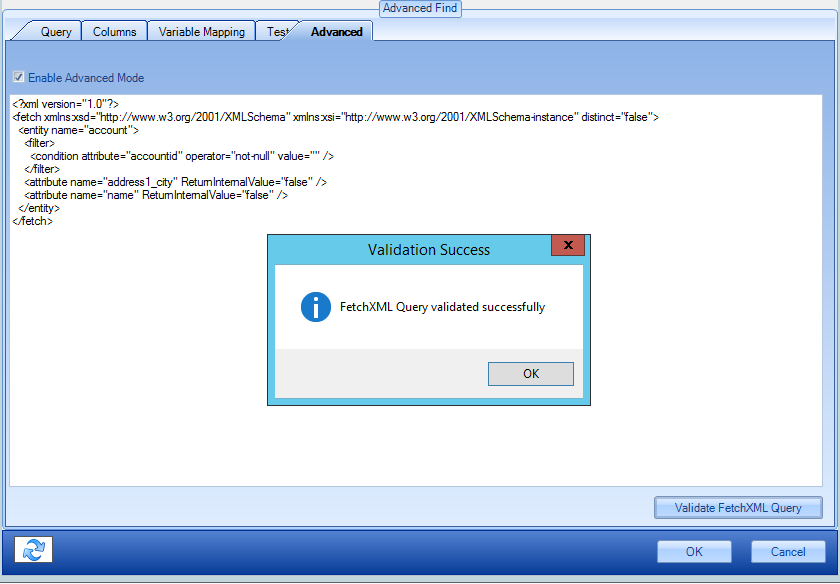 Advanced Find
Query Columns Variable Mapping Test Advanced
Enable Advanced Mode
<?xml version="1.0"?>
<fetch xmlns:xsd="http://www.w3.org/2001/XMLSchema" xmlns:xsi="http://www.w3.org/2001/XMLSchema-instance" distinct="false">
<entity name="account">
<filter>
<condition attribute="accountid" operator="not-null" value="" />
</filter>
<attribute name="address1_city" ReturnInternalValue="false" />
<attribute name="name" ReturnInternalValue="false" />
</entity>
</fetch>
Validation Success
x
FetchXML Query validated successfully
OK
Validate FetchXML Query
OK Cancel